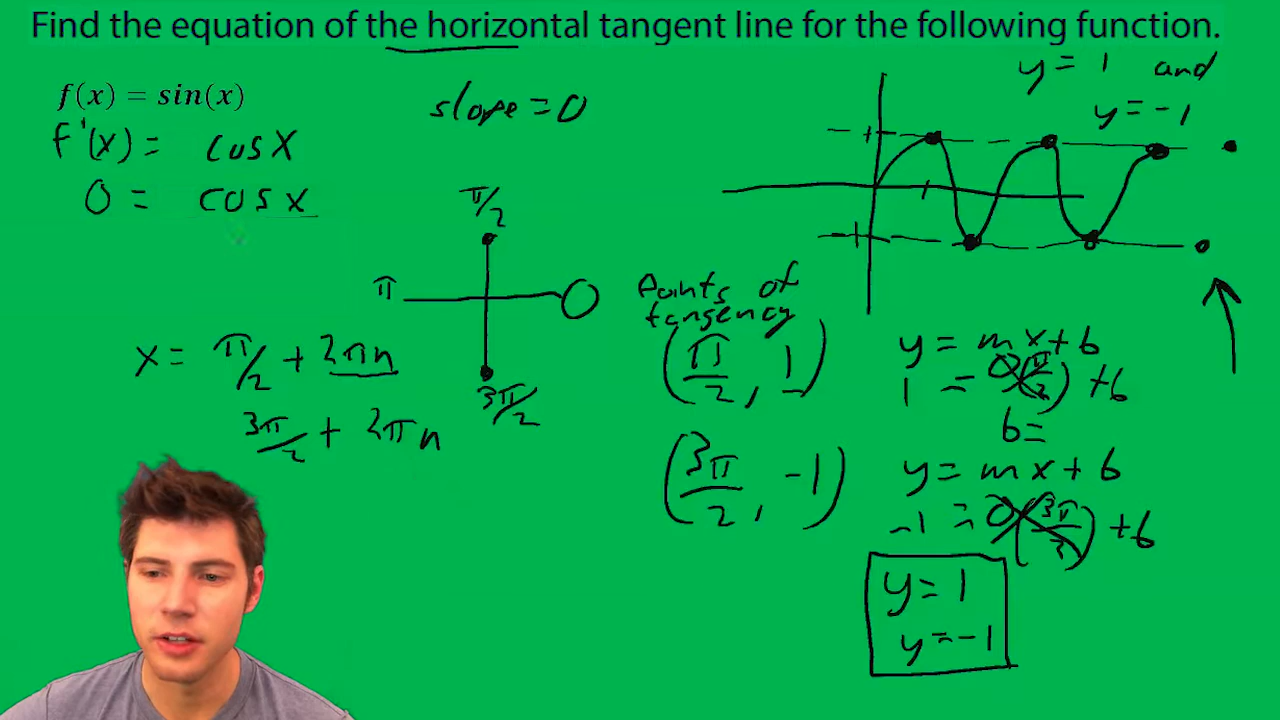 Find the equation of the horizontal tangent line for the following function.
f(x) = sin(x)
f'(x) = cos x
0 = cos x
slope = 0
π/2
π
0
3π/2
x = π/2 + 2πn
3π/2 + 2πn
y = 1 and
y = -1
1
-1
Points of
tangency
(π/2, 1)
(3π/2, -1)
y = mx + b
1 = 0(π/2) + b
b =
y = mx + b
-1 = 0(3π/2) + b
y = 1
y = -1